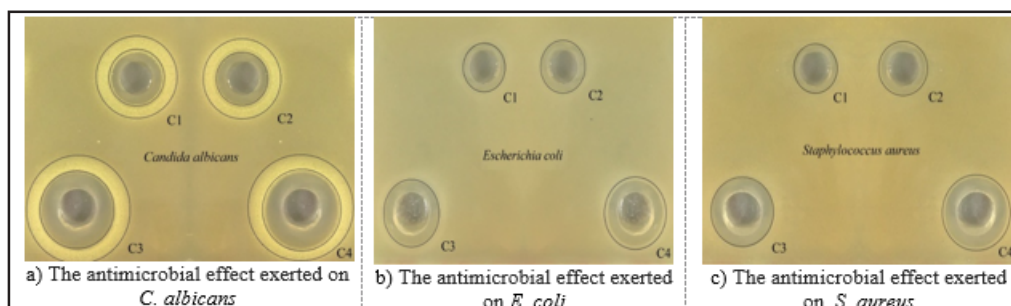 C1
C2
Candida albicans
C3
C4
a) The antimicrobial effect exerted on
C. albicans
C1
C2
Escherichia coli
C3
C4
b) The antimicrobial effect exerted
on E. coli
C1
C2
Staphylococcus aureus
C3
C4
c) The antimicrobial effect exerted
on S. aureus